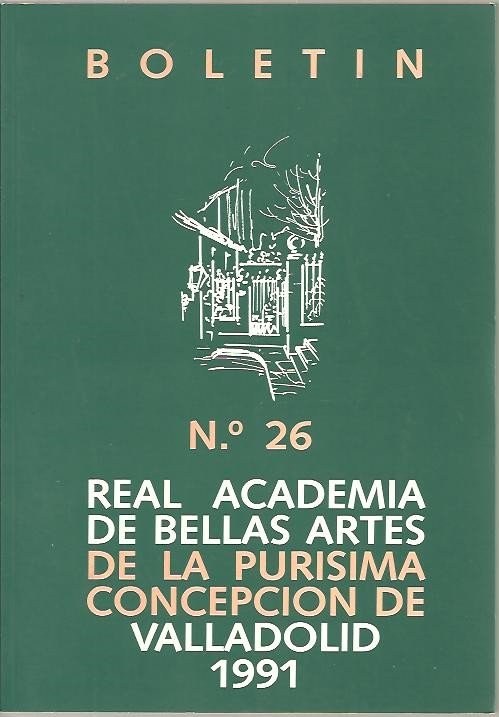 BOLETIN
N.º 26
REAL ACADEMIA
DE BELLAS ARTES
DE LA PURISIMA
CONCEPCION DE
VALLADOLID
1991